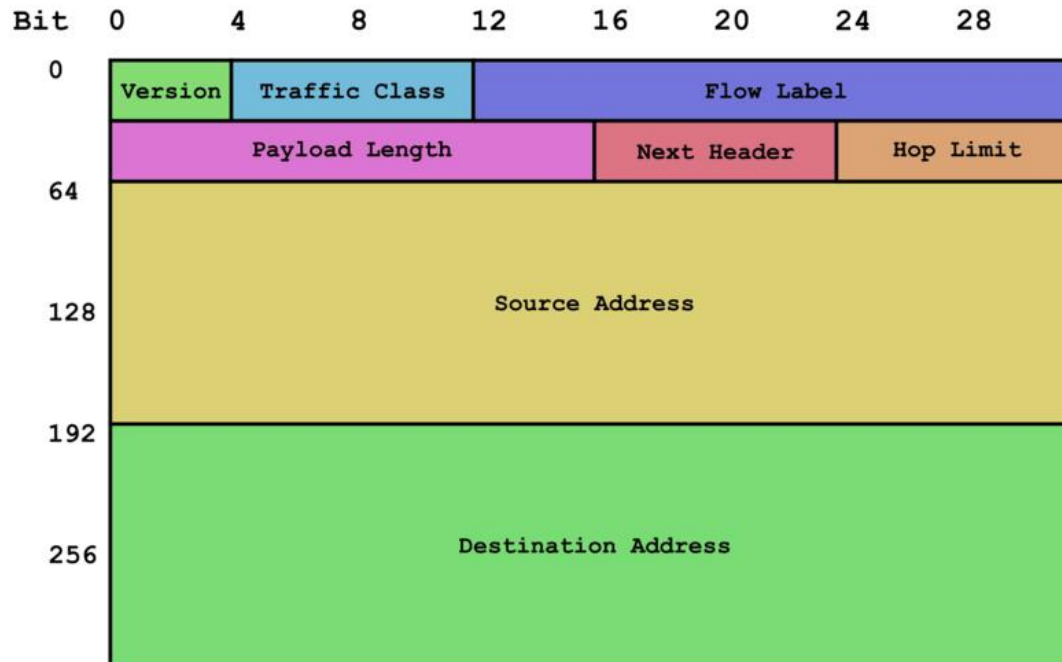 Bit 0 4 8 12 16 20 24 28
0 Version Traffic Class Flow Label
Payload Length Next Header Hop Limit
64
Source Address
128
192
Destination Address
256